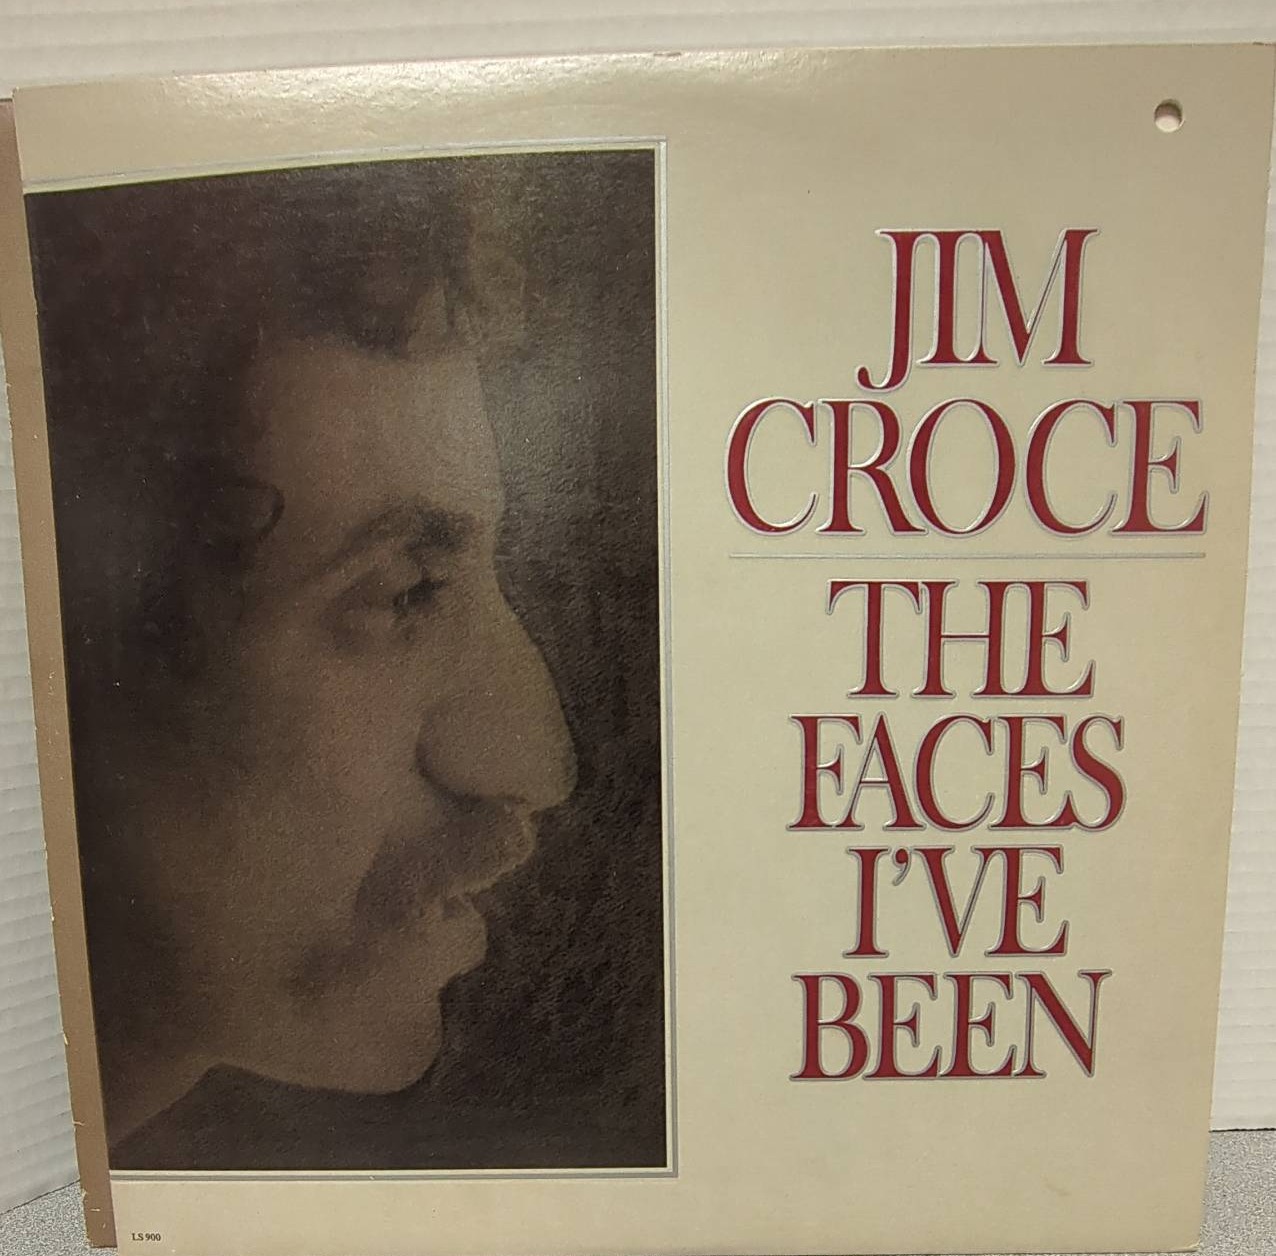 JIM
CROCE
THE
FACES
I'VE
BEEN
LS 900